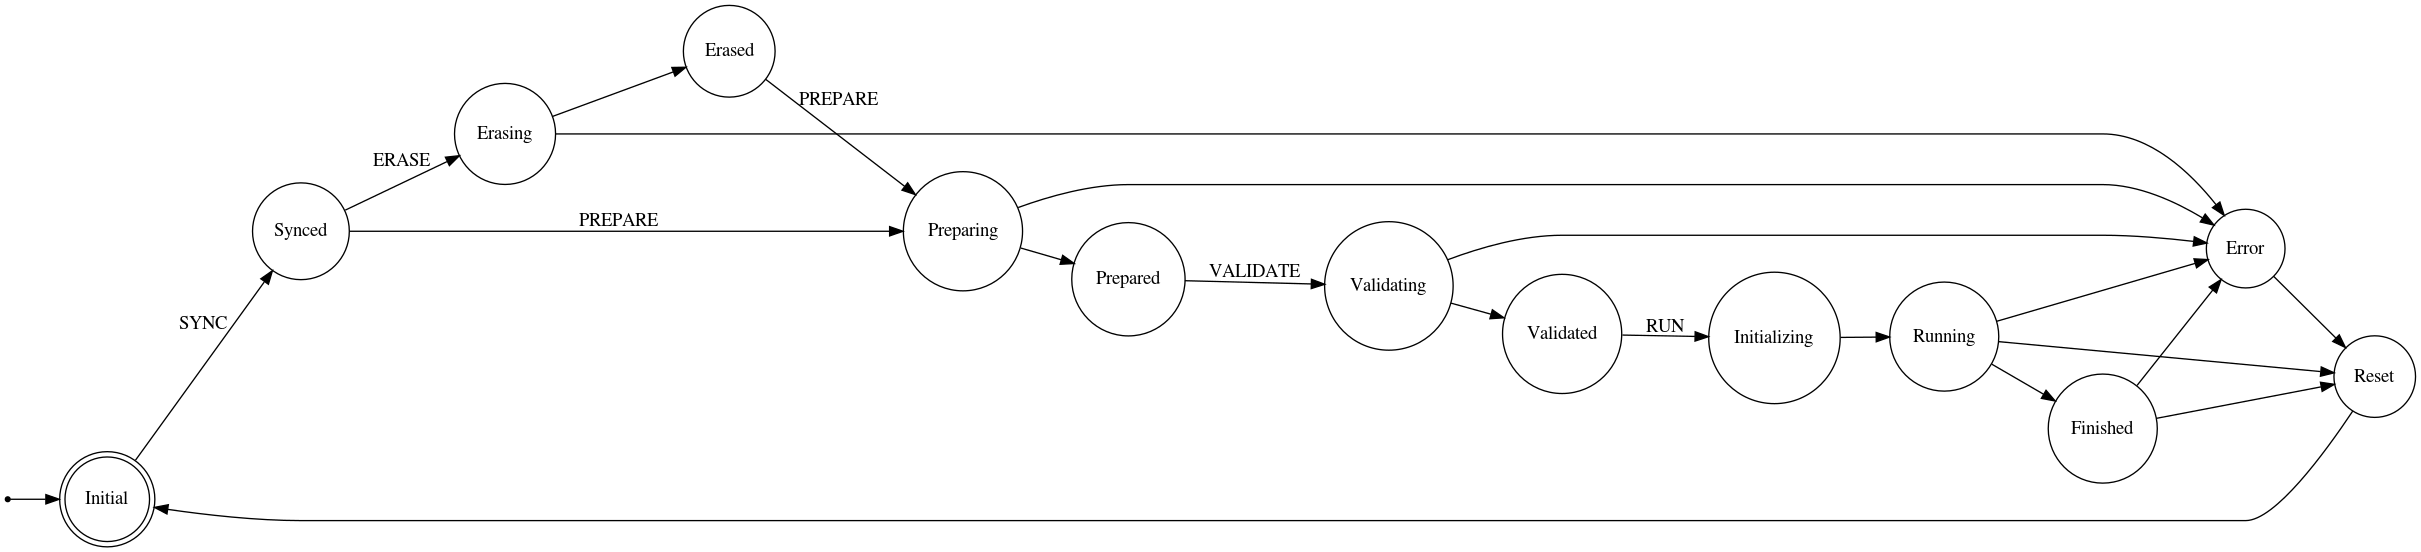 Erased
PREPARE
Erasing
ERASE
Synced
PREPARE
Preparing
Error
Prepared
VALIDATE
Validating
SYNC
Validated
RUN
Initializing
Running
Reset
Finished
Initial